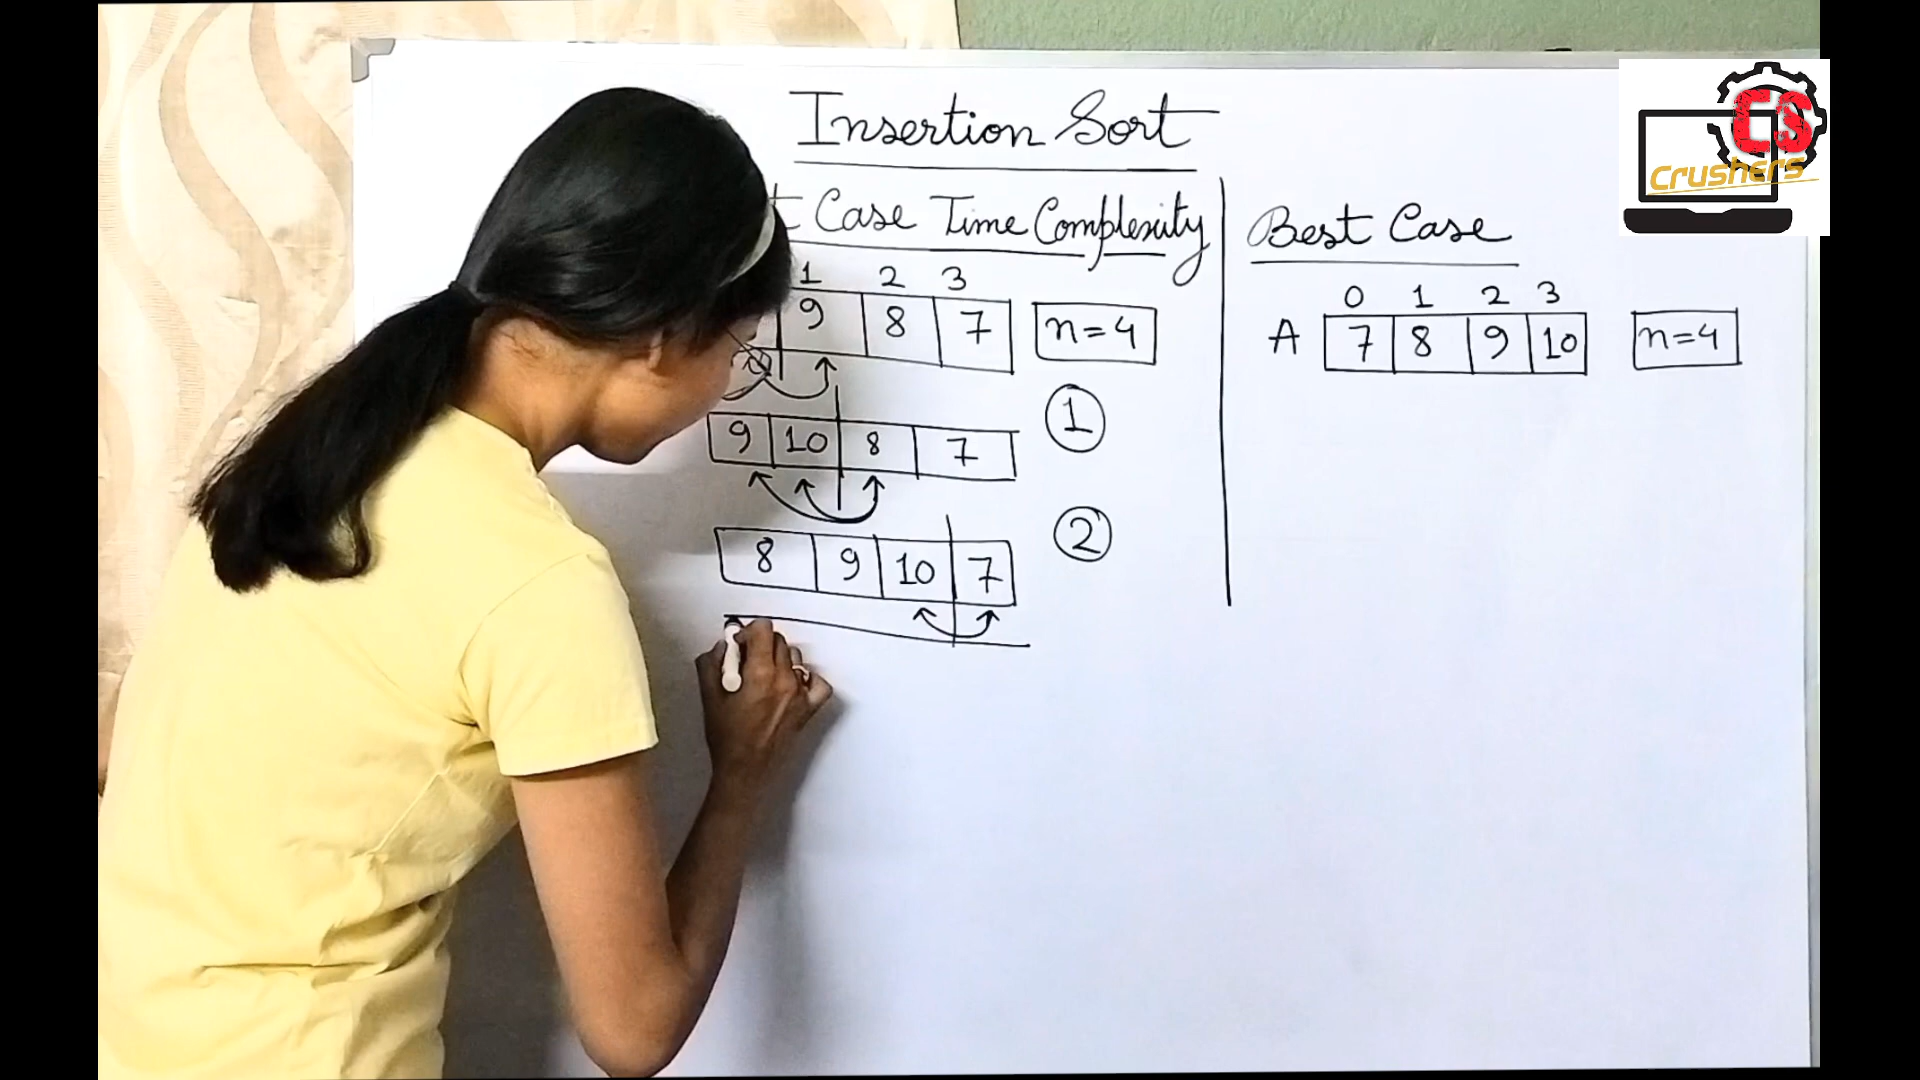 Insertion Sort
Case Time Complexity
1 2 3
9 8 7 n=4
9 10 8 7 1
8 9 10 7 2
Best Case
0 1 2 3
A 7 8 9 10 n=4
CS
Crushers